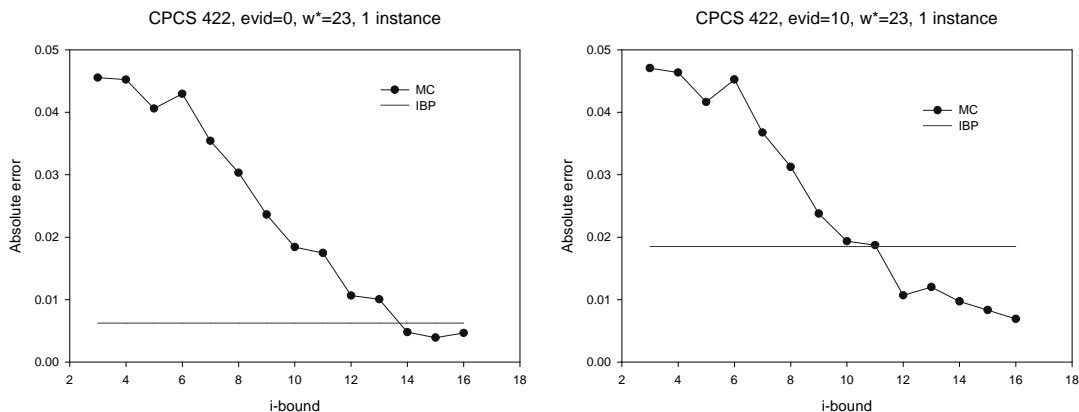 CPCS 422, evid=0, w*=23, 1 instance
0.05
0.04
0.03
0.02
0.01
0.00
Absolute error
MC
IBP
2 4 6 8 10 12 14 16 18
i-bound
CPCS 422, evid=10, w*=23, 1 instance
0.05
0.04
0.03
0.02
0.01
0.00
Absolute error
MC
IBP
2 4 6 8 10 12 14 16 18
i-bound